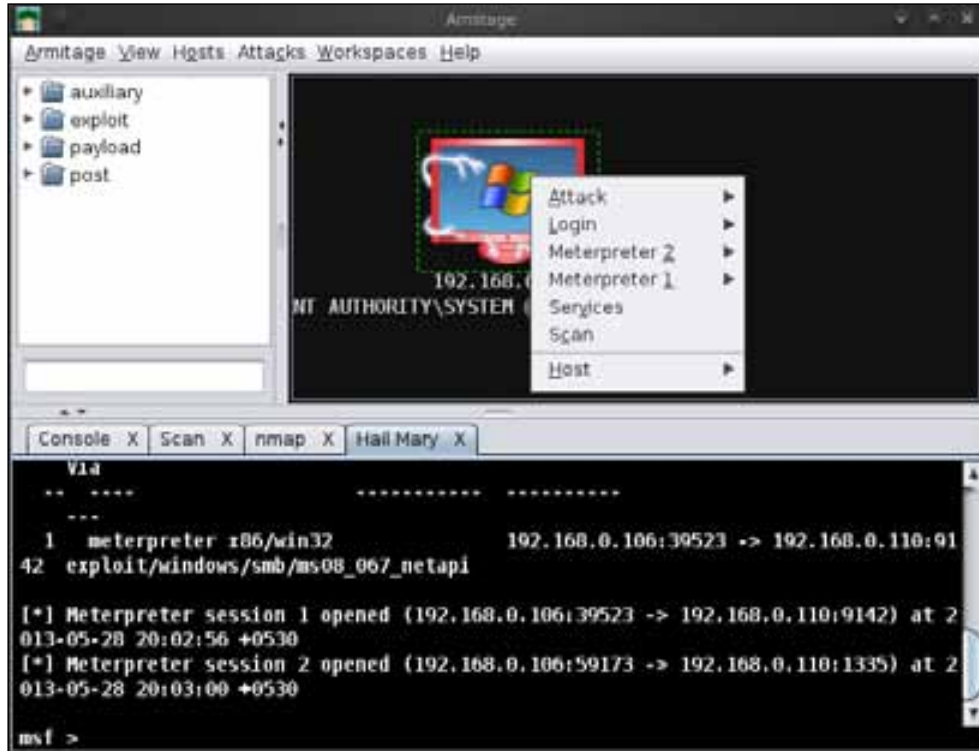 Armitage
Armitage View Hosts Attacks Workspaces Help
auxiliary
exploit
payload
post
Attack
Login
Meterpreter 2
Meterpreter 1
Services
Scan
Host
192.168.
NT AUTHORITY\SYSTEM
Console X Scan X nmap X Hail Mary X
Via
-- ---- ----------- ----------
---
1 meterpreter x86/win32 192.168.0.106:39523 -> 192.168.0.110:91
42 exploit/windows/smb/ms08_067_netapi
[*] Meterpreter session 1 opened (192.168.0.106:39523 -> 192.168.0.110:9142) at 2
013-05-28 20:02:56 +0530
[*] Meterpreter session 2 opened (192.168.0.106:59173 -> 192.168.0.110:1335) at 2
013-05-28 20:03:00 +0530
msf >